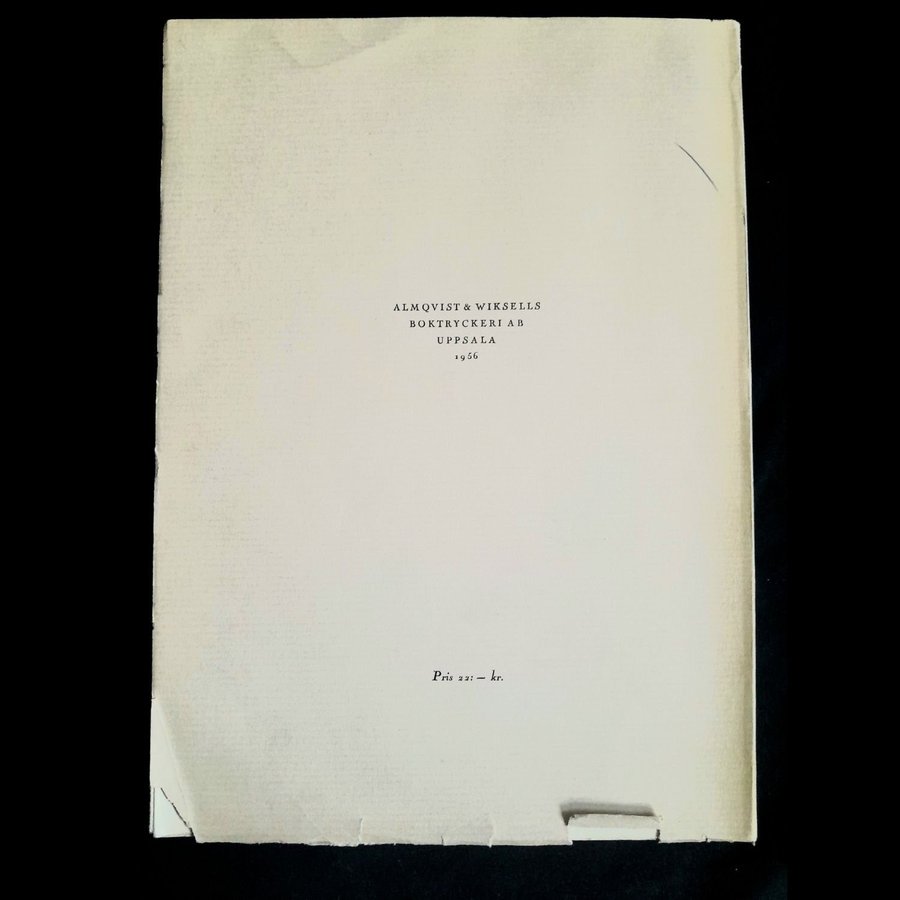 ALMQVIST & WIKSELLS
BOKTRYCKERI AB
UPPSALA
1956
Pris 22:— kr.